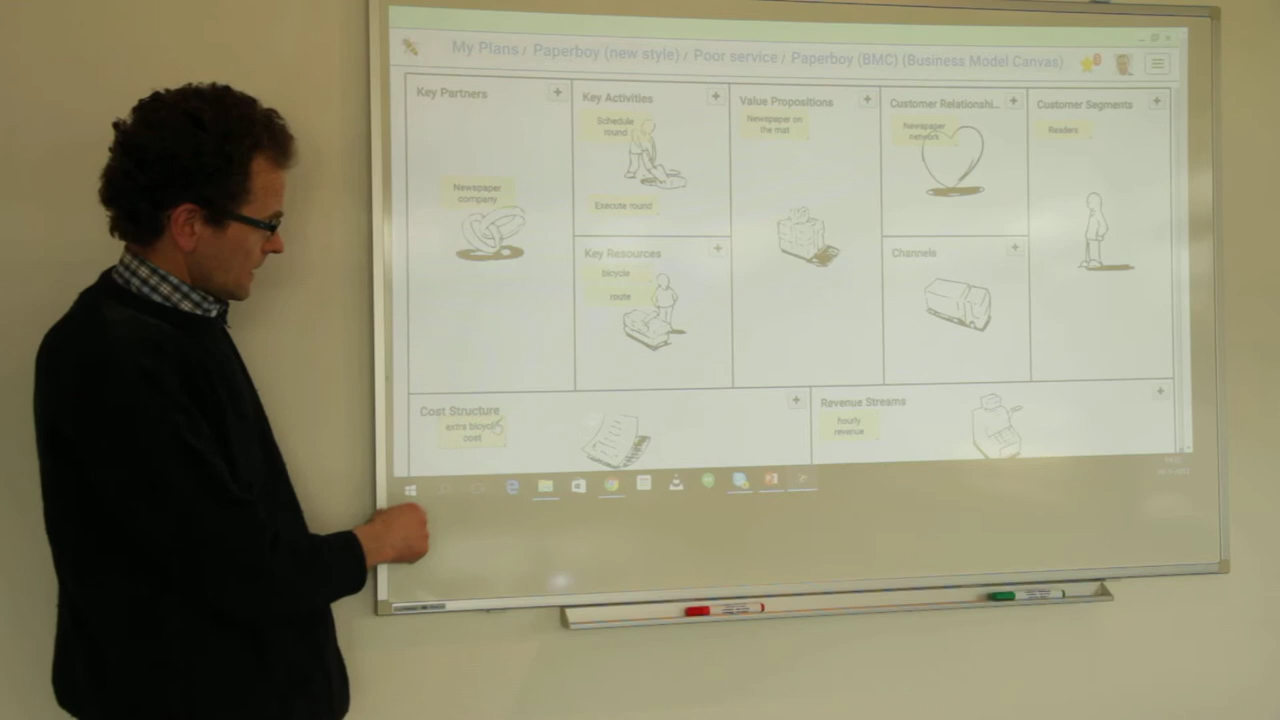 My Plans / Paperboy (new style) / Poor service / Paperboy (BMC) (Business Model Canvas)
Key Partners
Newspaper
company
Key Activities
Schedule
round
Execute round
Key Resources
bicycle
route
Value Propositions
Newspaper on
the mat
Customer Relationshi...
Newspaper
network
Channels
Customer Segments
Readers
Cost Structure
extra bicycle
cost
Revenue Streams
hourly
revenue